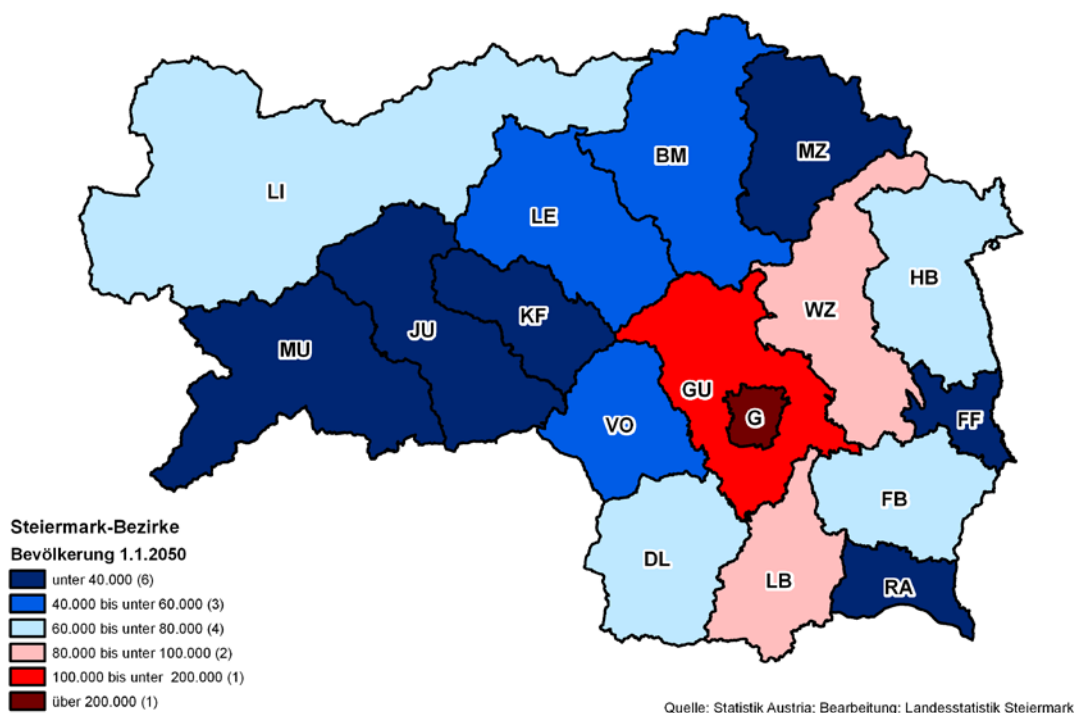 BM
MZ
LI
LE
HB
KF
WZ
JU
MU
GU
G
FF
VO
FB
DL
LB
RA
Steiermark-Bezirke
Bevölkerung 1.1.2050
unter 40.000 (6)
40.000 bis unter 60.000 (3)
60.000 bis unter 80.000 (4)
80.000 bis unter 100.000 (2)
100.000 bis unter 200.000 (1)
über 200.000 (1)
Quelle: Statistik Austria; Bearbeitung: Landesstatistik Steiermark